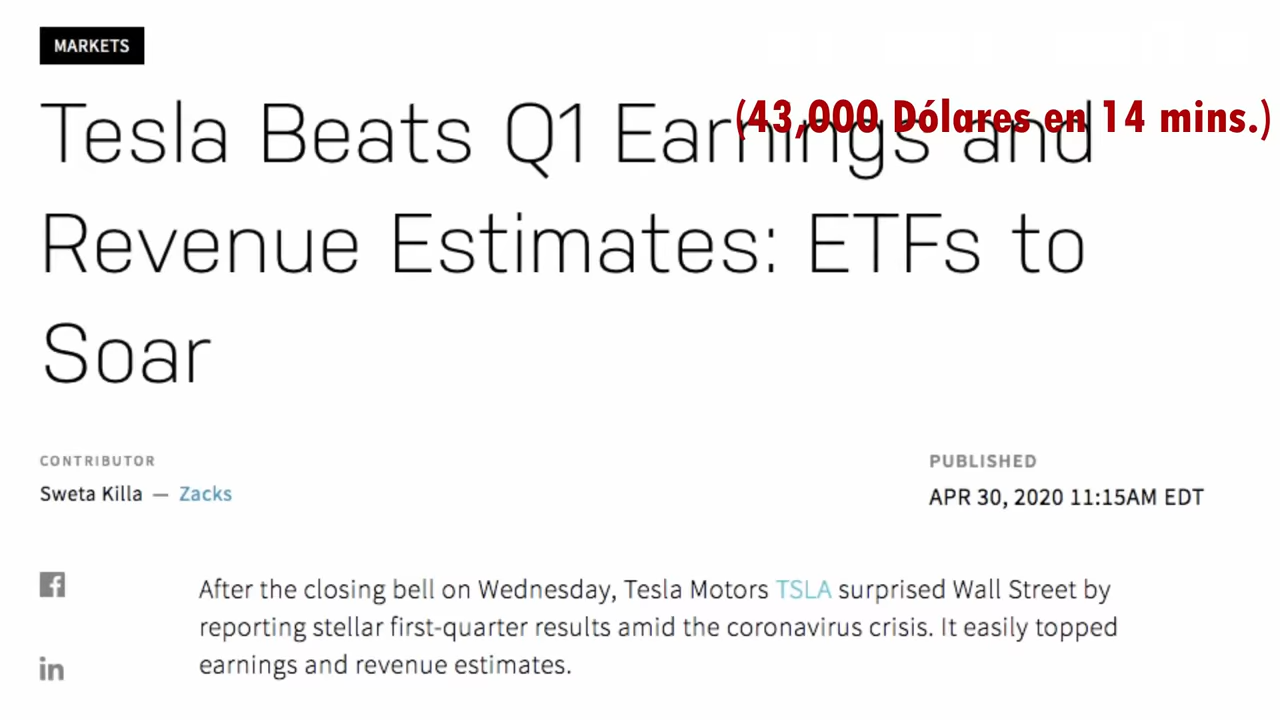 MARKETS
(43,000 Dólares en 14 mins.)
Tesla Beats Q1 Earnings and
Revenue Estimates: ETFs to
Soar
CONTRIBUTOR
Sweta Killa — Zacks
PUBLISHED
APR 30, 2020 11:15AM EDT
After the closing bell on Wednesday, Tesla Motors TSLA surprised Wall Street by
reporting stellar first-quarter results amid the coronavirus crisis. It easily topped
earnings and revenue estimates.